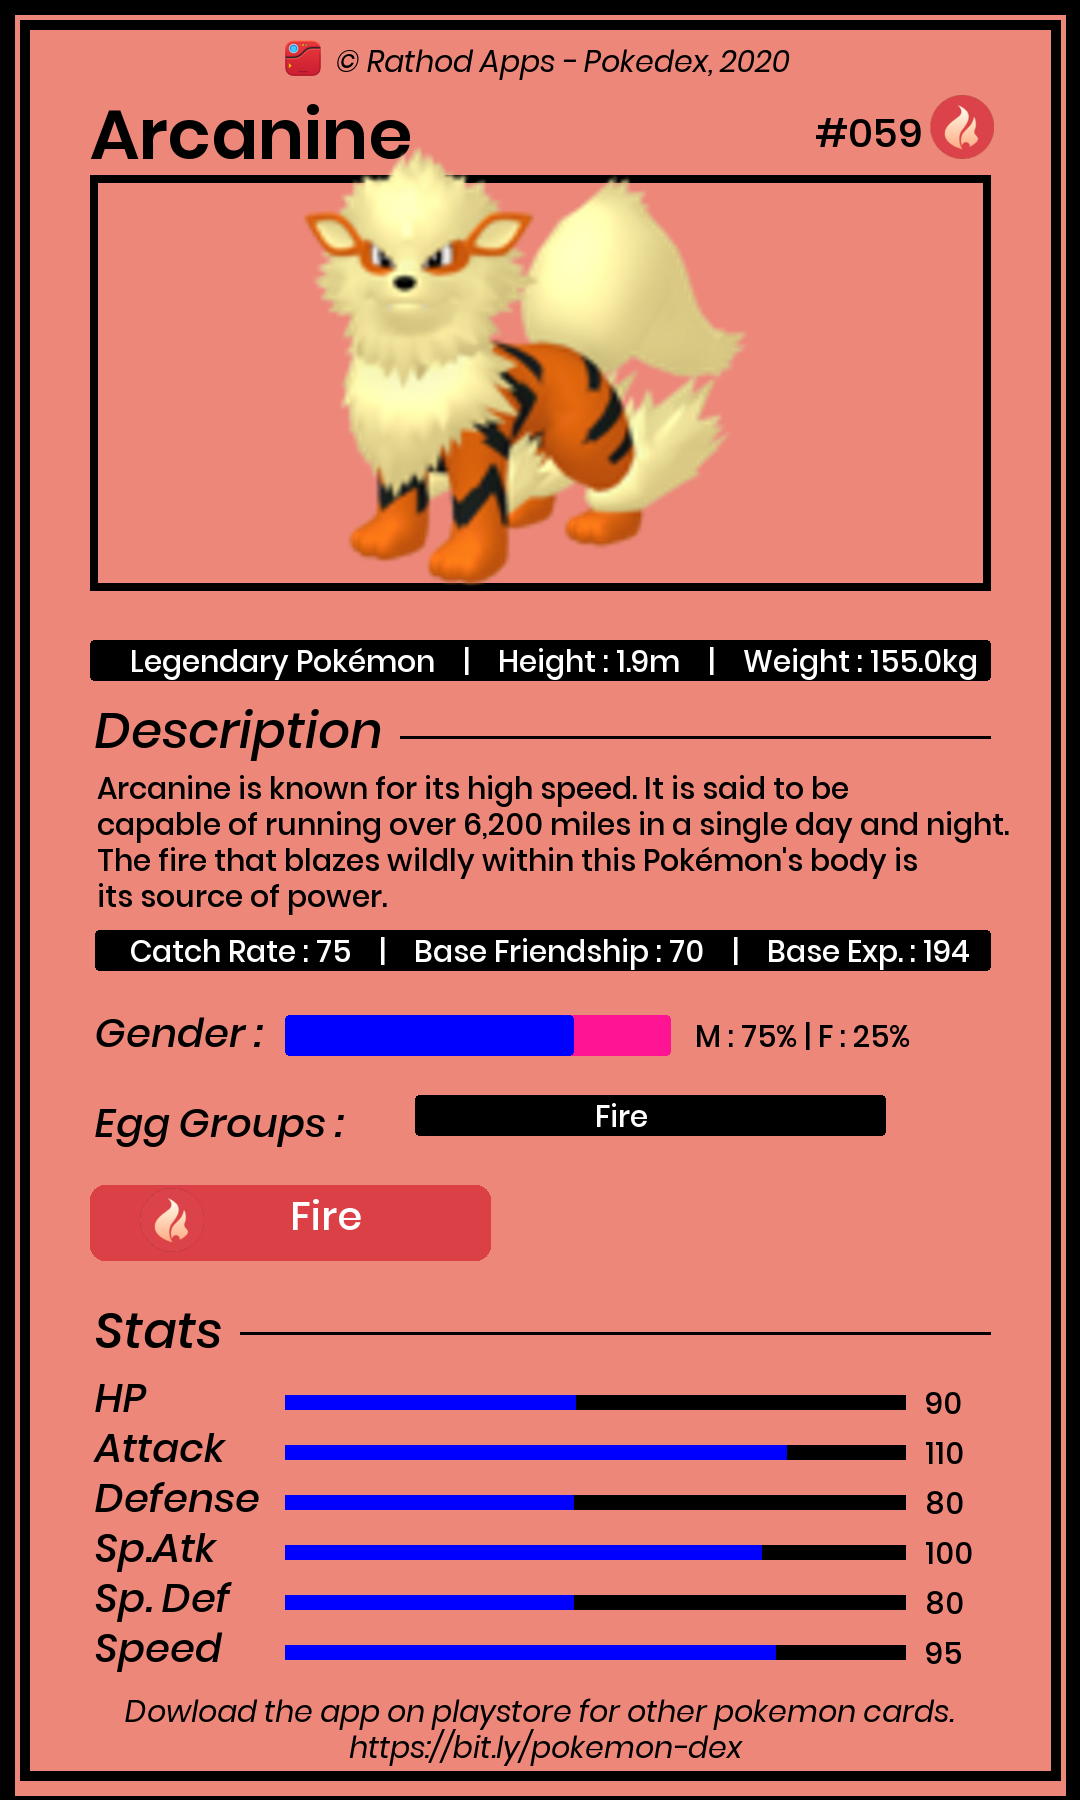 © Rathod Apps - Pokedex, 2020
Arcanine
#059
Legendary Pokémon | Height : 1.9m | Weight : 155.0kg
Description
Arcanine is known for its high speed. It is said to be
capable of running over 6,200 miles in a single day and night.
The fire that blazes wildly within this Pokémon's body is
its source of power.
Catch Rate : 75 | Base Friendship : 70 | Base Exp. : 194
Gender : M : 75% | F : 25%
Egg Groups : Fire
Fire
Stats
HP 90
Attack 110
Defense 80
Sp.Atk 100
Sp. Def 80
Speed 95
Dowload the app on playstore for other pokemon cards.
https://bit.ly/pokemon-dex